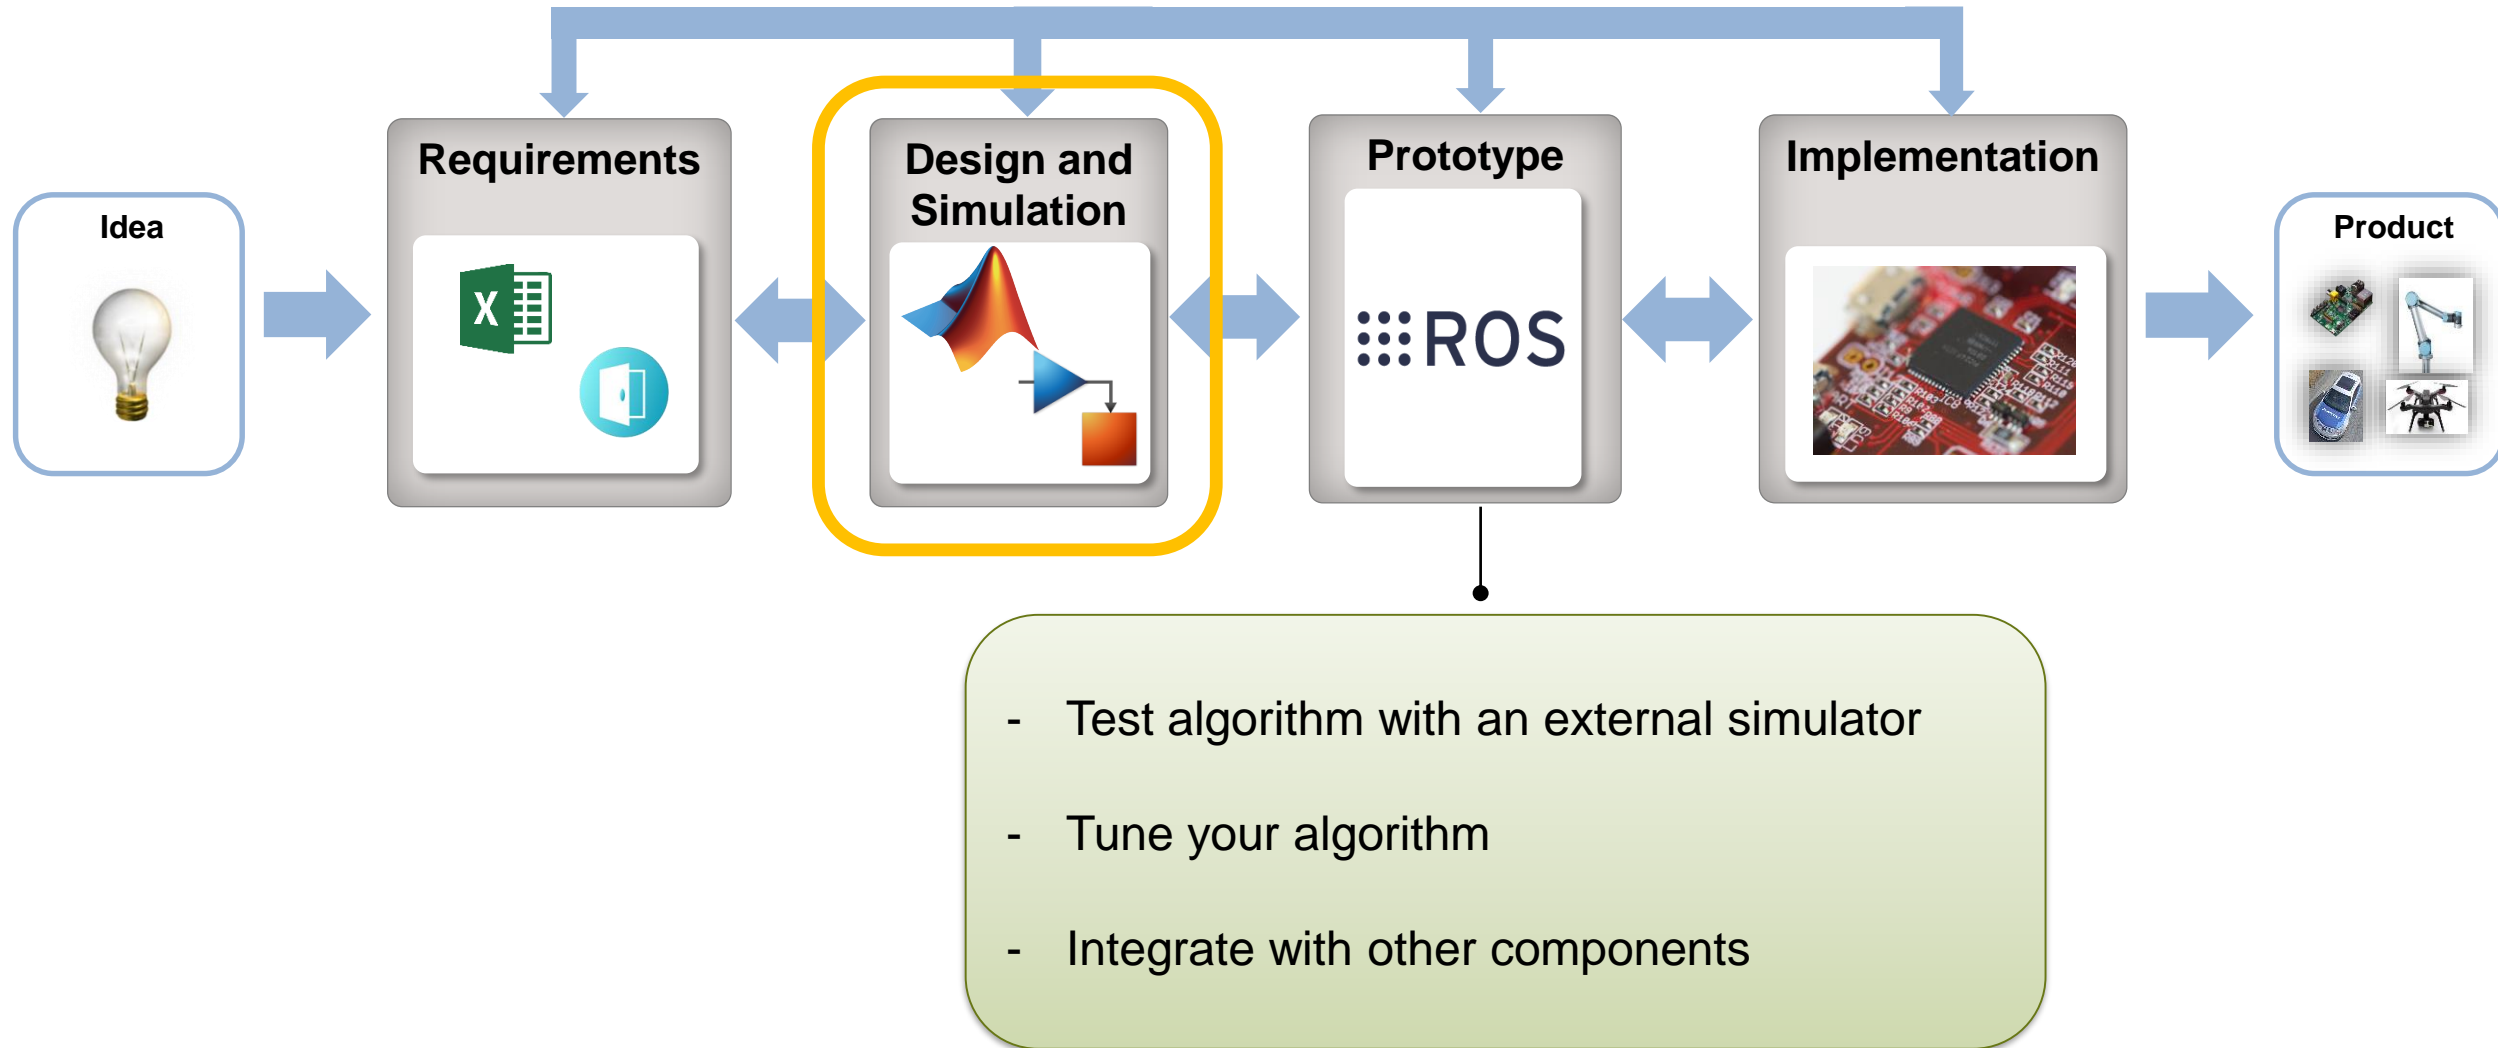 Idea
Requirements
X
Design and
Simulation
Prototype
ROS
Implementation
Product
- Test algorithm with an external simulator
- Tune your algorithm
- Integrate with other components